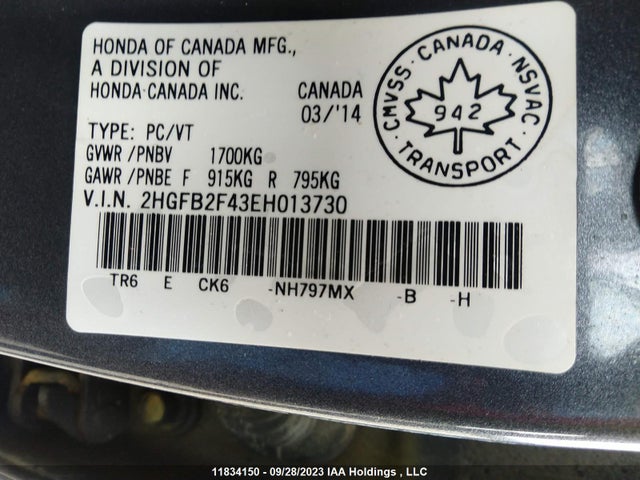 HONDA OF CANADA MFG.,
A DIVISION OF
HONDA CANADA INC. CANADA
03/'14
TYPE: PC/VT
GVWR /PNBV 1700KG
GAWR /PNBE F 915KG R 795KG
V.I.N. 2HGFB2F43EH013730
TR6 E CK6 -NH797MX -B -H
CMVSS · CANADA · NSVAC
942
· TRANSPORT ·
11834150 - 09/28/2023 IAA Holdings , LLC